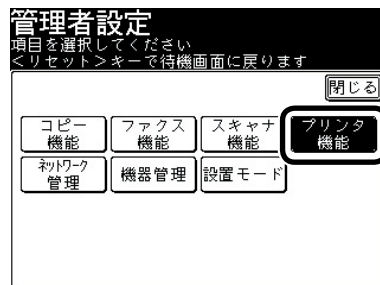 管理者設定
項目を選択してください
<リセット>キーで待機画面に戻ります
閉じる
コピー機能
ファクス機能
スキャナ機能
プリンタ機能
ネットワーク管理
機器管理
設置モード